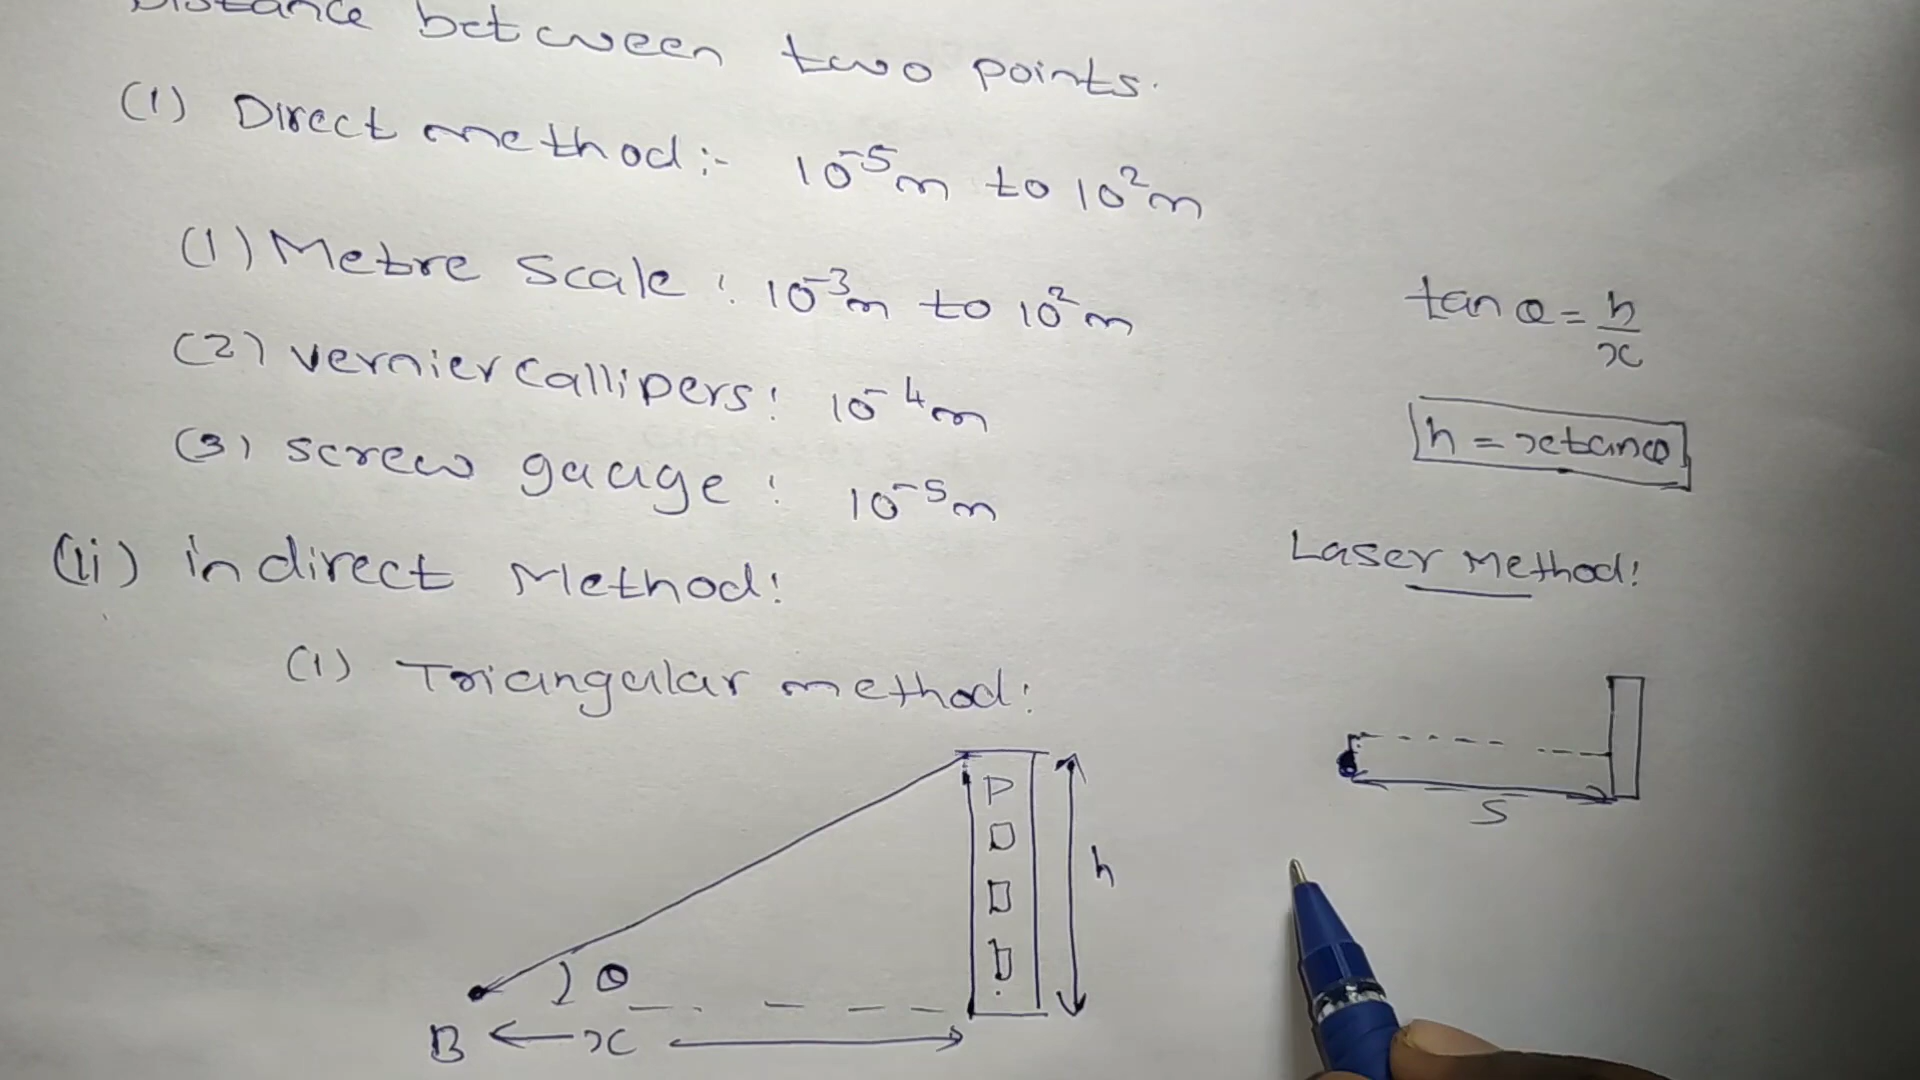 Distance between two points.
(1) Direct method:- 10⁻⁵m to 10²m
(1) Metre Scale: 10⁻³m to 10²m
(2) vernier callipers: 10⁻⁴m
(3) screw gauge: 10⁻⁵m
(ii) indirect Method:
(1) Triangular method:
h
θ
B x
tan θ = h/x
h = x tan θ
Laser Method:
S